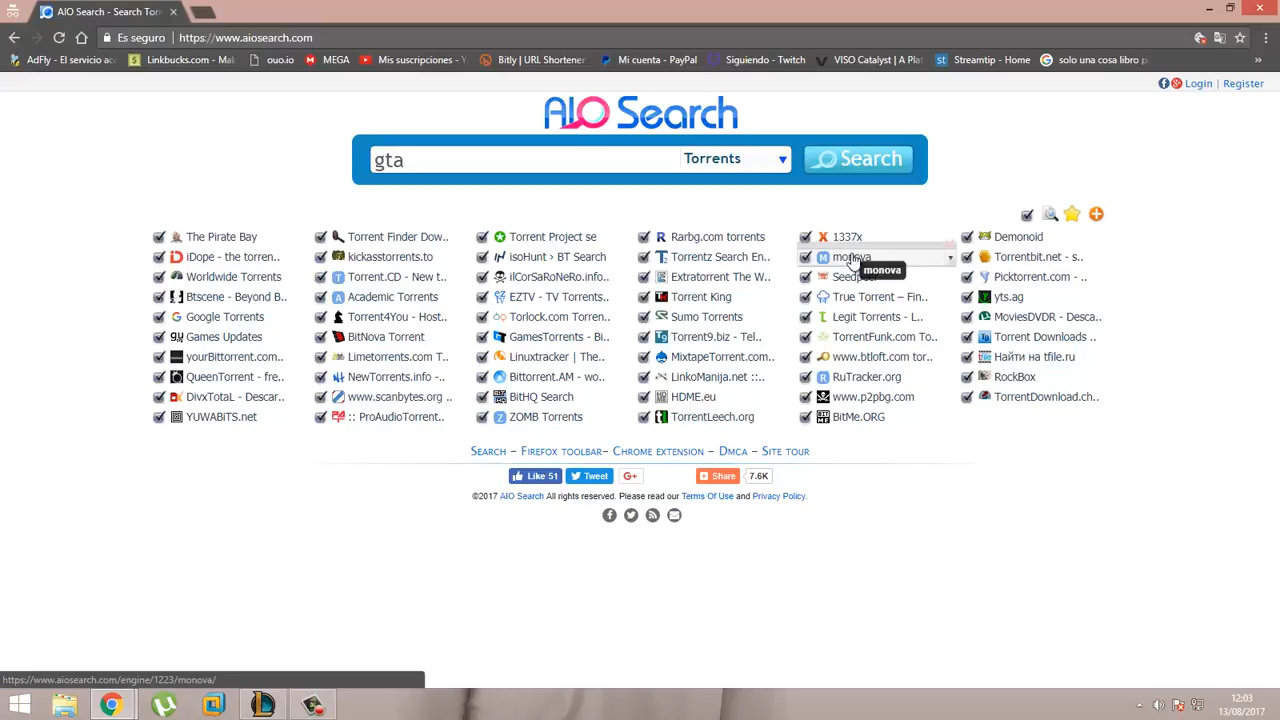 AIO Search - Search Torr
Es seguro | https://www.aiosearch.com
AdFly - El servicio ac Linkbucks.com - Mak ouo.io MEGA Mis suscripciones - Y Bitly | URL Shortener Mi cuenta - PayPal Siguiendo - Twitch VISO Catalyst | A Plat Streamtip - Home solo una cosa libro p
Login | Register
AIO Search
gta Torrents Search
The Pirate Bay Torrent Finder Dow.. Torrent Project se Rarbg.com torrents 1337x Demonoid
iDope - the torren.. kickasstorrents.to isoHunt › BT Search Torrentz Search En.. monova Torrentbit.net - s..
monova
Worldwide Torrents Torrent.CD - New t.. ilCorSaRoNeRo.info.. Extratorrent The W.. Seedpeer Picktorrent.com - ..
Btscene - Beyond B.. Academic Torrents EZTV - TV Torrents.. Torrent King True Torrent – Fin.. yts.ag
Google Torrents Torrent4You - Host.. Torlock.com Torren.. Sumo Torrents Legit Torrents - L.. MoviesDVDR - Desca..
Games Updates BitNova Torrent GamesTorrents - Bi.. Torrent9.biz - Tel.. TorrentFunk.com To.. Torrent Downloads ..
yourBittorrent.com.. Limetorrents.com T.. Linuxtracker | The.. MixtapeTorrent.com.. www.btloft.com tor.. Найти на tfile.ru
QueenTorrent - fre.. NewTorrents.info -.. Bittorrent.AM - wo.. LinkoManija.net ::.. RuTracker.org RockBox
DivxTotaL - Descar.. www.scanbytes.org .. BitHQ Search HDME.eu www.p2pbg.com TorrentDownload.ch..
YUWABiTS.net :: ProAudioTorrent.. ZOMB Torrents TorrentLeech.org BitMe.ORG
Search – Firefox toolbar– Chrome extension – Dmca – Site tour
Like 51 Tweet G+ Share 7.6K
©2017 AIO Search All rights reserved. Please read our Terms Of Use and Privacy Policy.
https://www.aiosearch.com/engine/1223/monova/
12:03
13/08/2017